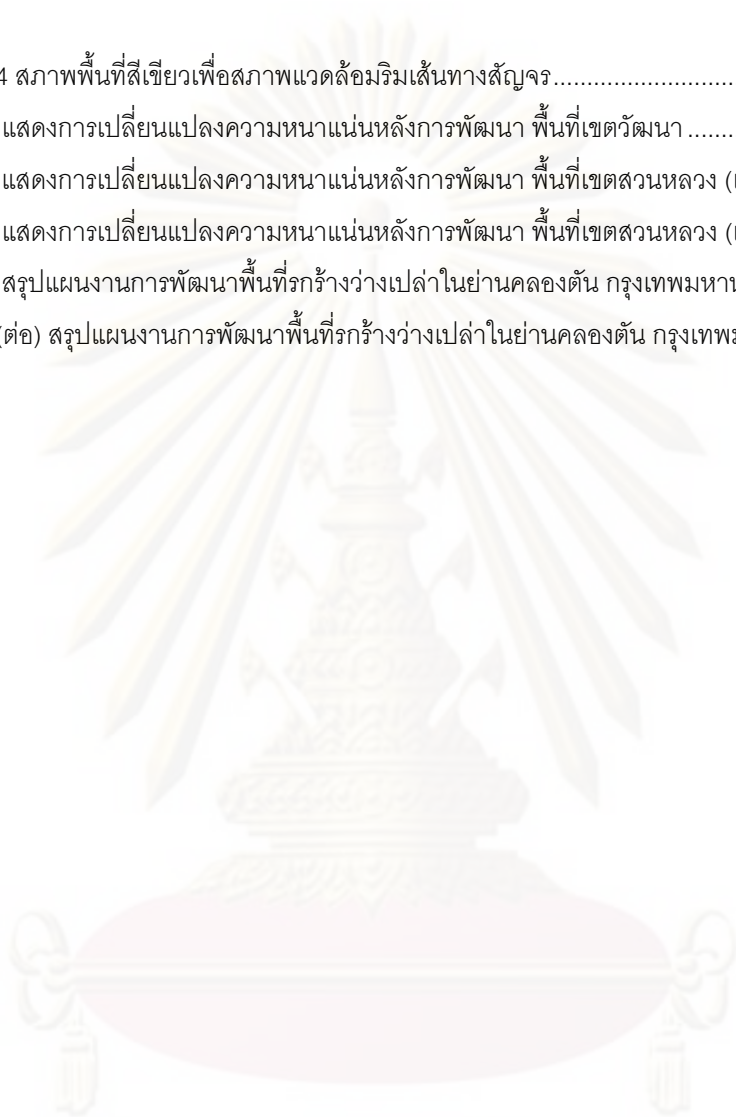 4 สภาพพื้นที่สีเขียวเพื่อสภาพแวดล้อมริมเส้นทางสัญจร...........................
แสดงการเปลี่ยนแปลงความหนาแน่นหลังการพัฒนา พื้นที่เขตวัฒนา .......
แสดงการเปลี่ยนแปลงความหนาแน่นหลังการพัฒนา พื้นที่เขตสวนหลวง (
แสดงการเปลี่ยนแปลงความหนาแน่นหลังการพัฒนา พื้นที่เขตสวนหลวง (
สรุปแผนงานการพัฒนาพื้นที่รกร้างว่างเปล่าในย่านคลองตัน กรุงเทพมหาน
(ต่อ) สรุปแผนงานการพัฒนาพื้นที่รกร้างว่างเปล่าในย่านคลองตัน กรุงเทพม